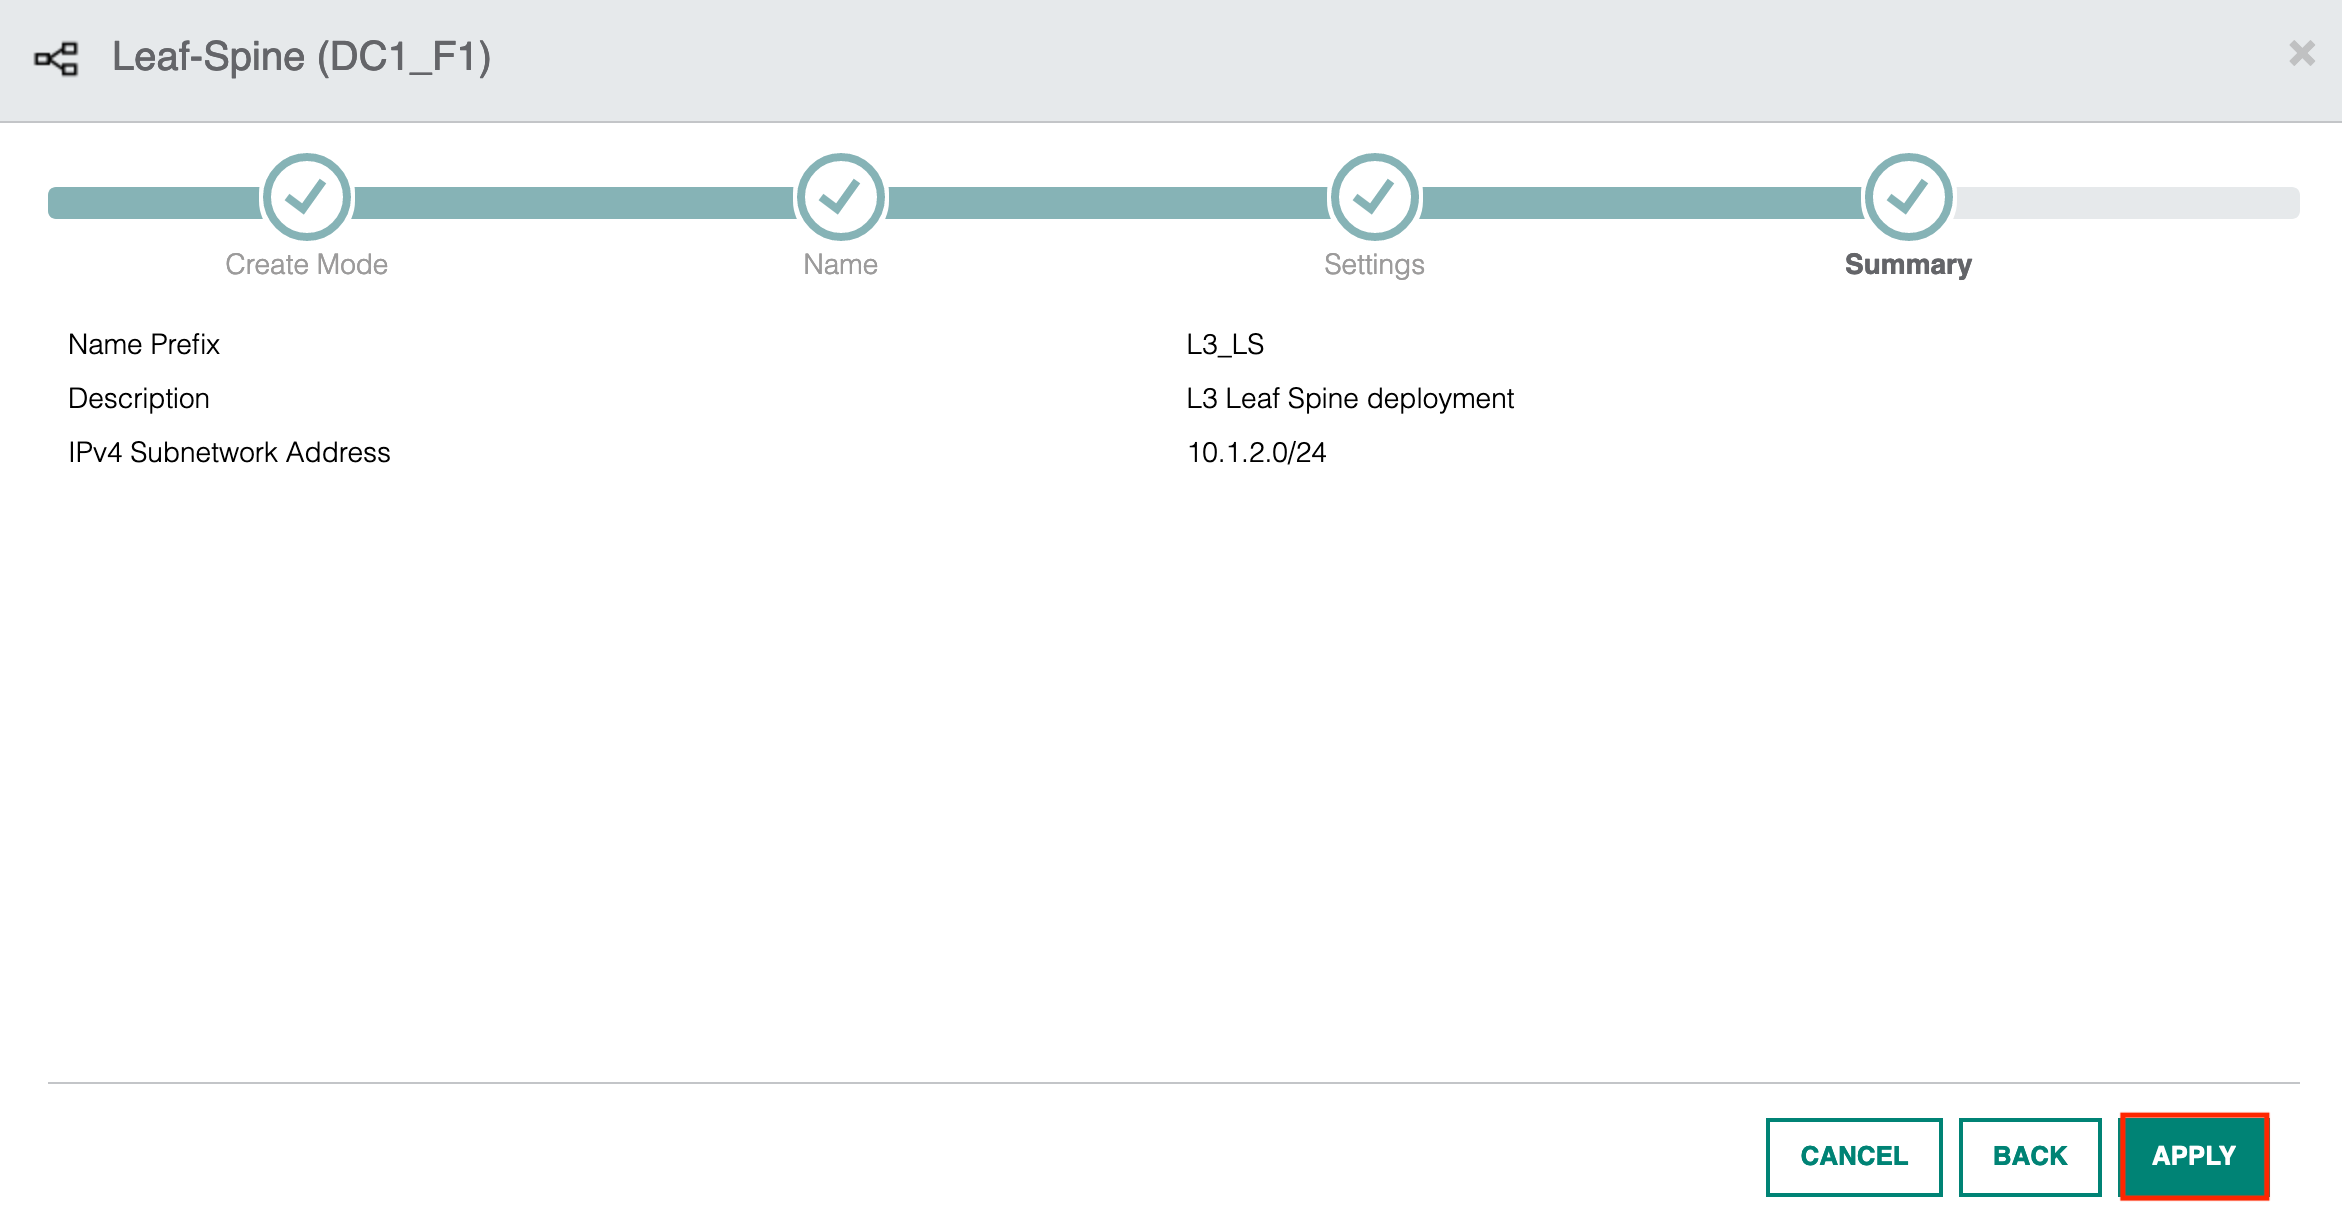 Leaf-Spine (DC1_F1)
Create Mode
Name
Settings
Summary
Name Prefix L3_LS
Description L3 Leaf Spine deployment
IPv4 Subnetwork Address 10.1.2.0/24
CANCEL BACK APPLY